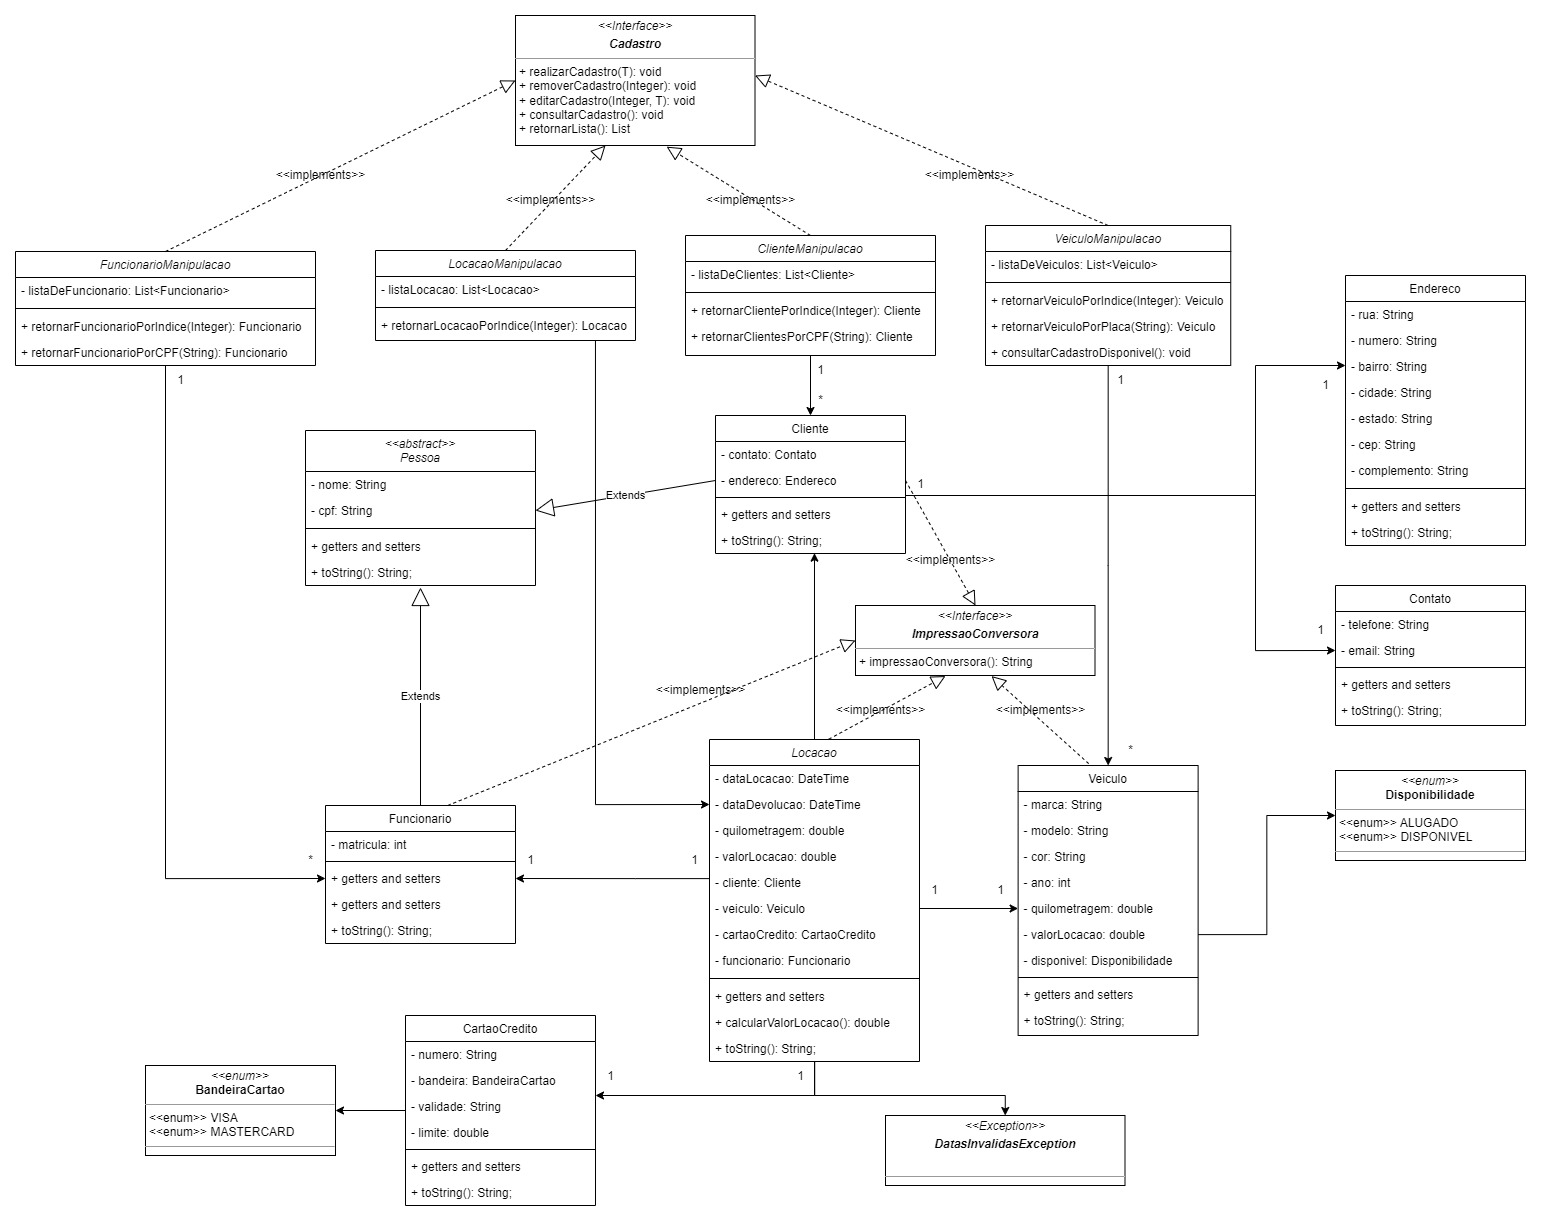 <<Interface>>
Cadastro
+ realizarCadastro(T): void
+ removerCadastro(Integer): void
+ editarCadastro(Integer, T): void
+ consultarCadastro(): void
+ retornarLista(): List
<<implements>>
<<implements>>
<<implements>>
<<implements>>
FuncionarioManipulacao
- listaDeFuncionario: List<Funcionario>
+ retornarFuncionarioPorIndice(Integer): Funcionario
+ retornarFuncionarioPorCPF(String): Funcionario
1
LocacaoManipulacao
- listaLocacao: List<Locacao>
+ retornarLocacaoPorIndice(Integer): Locacao
ClienteManipulacao
- listaDeClientes: List<Cliente>
+ retornarClientePorIndice(Integer): Cliente
+ retornarClientesPorCPF(String): Cliente
1
*
VeiculoManipulacao
- listaDeVeiculos: List<Veiculo>
+ retornarVeiculoPorIndice(Integer): Veiculo
+ retornarVeiculoPorPlaca(String): Veiculo
+ consultarCadastroDisponivel(): void
1
Endereco
- rua: String
- numero: String
- bairro: String
- cidade: String
- estado: String
- cep: String
- complemento: String
+ getters and setters
+ toString(): String;
1
<<abstract>>
Pessoa
- nome: String
- cpf: String
+ getters and setters
+ toString(): String;
Extends
Cliente
- contato: Contato
- endereco: Endereco
+ getters and setters
+ toString(): String;
1
<<implements>>
<<Interface>>
ImpressaoConversora
+ impressaoConversora(): String
Contato
- telefone: String
- email: String
+ getters and setters
+ toString(): String;
1
Extends
<<implements>>
<<implements>>
<<implements>>
Funcionario
- matricula: int
+ getters and setters
+ getters and setters
+ toString(): String;
*
1
1
Locacao
- dataLocacao: DateTime
- dataDevolucao: DateTime
- quilometragem: double
- valorLocacao: double
- cliente: Cliente
- veiculo: Veiculo
- cartaoCredito: CartaoCredito
- funcionario: Funcionario
+ getters and setters
+ calcularValorLocacao(): double
+ toString(): String;
1
1
*
Veiculo
- marca: String
- modelo: String
- cor: String
- ano: int
- quilometragem: double
- valorLocacao: double
- disponivel: Disponibilidade
+ getters and setters
+ toString(): String;
<<enum>>
Disponibilidade
<<enum>> ALUGADO
<<enum>> DISPONIVEL
CartaoCredito
- numero: String
- bandeira: BandeiraCartao
- validade: String
- limite: double
+ getters and setters
+ toString(): String;
1
1
<<enum>>
BandeiraCartao
<<enum>> VISA
<<enum>> MASTERCARD
<<Exception>>
DatasInvalidasException